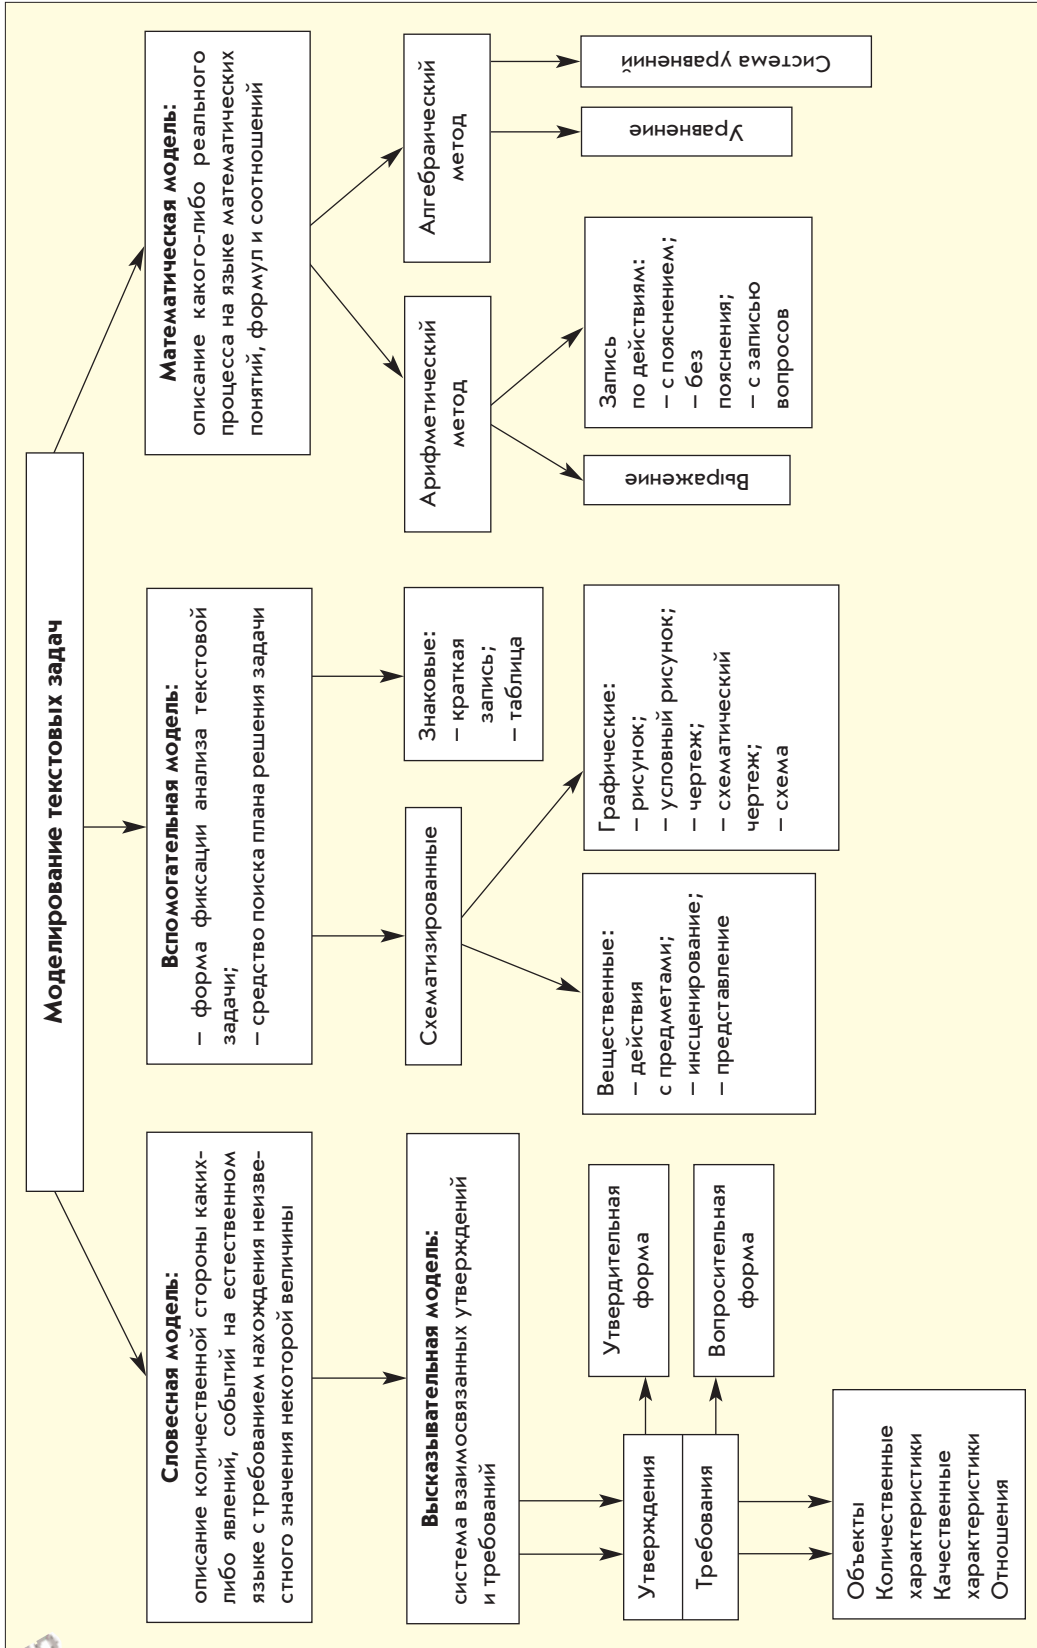 Моделирование текстовых задач
Словесная модель:
описание количественной стороны каких-
либо явлений, событий на естественном
языке с требованием нахождения неизве-
стного значения некоторой величины
Высказывательная модель:
система взаимосвязанных утверждений
и требований
Утверждения
Требования
Утвердительная
форма
Вопросительная
форма
Объекты
Количественные
характеристики
Качественные
характеристики
Отношения
Вспомогательная модель:
– форма фиксации анализа текстовой
задачи;
– средство поиска плана решения задачи
Схематизированные
Знаковые:
– краткая
запись;
– таблица
Вещественные:
– действия
с предметами;
– инсценирование;
– представление
Графические:
– рисунок;
– условный рисунок;
– чертеж;
– схематический
чертеж;
– схема
Математическая модель:
описание какого-либо реального
процесса на языке математических
понятий, формул и соотношений
Арифметический
метод
Алгебраический
метод
Выражение
Запись
по действиям:
– с пояснением;
– без
пояснения;
– с записью
вопросов
Уравнение
Система уравнений